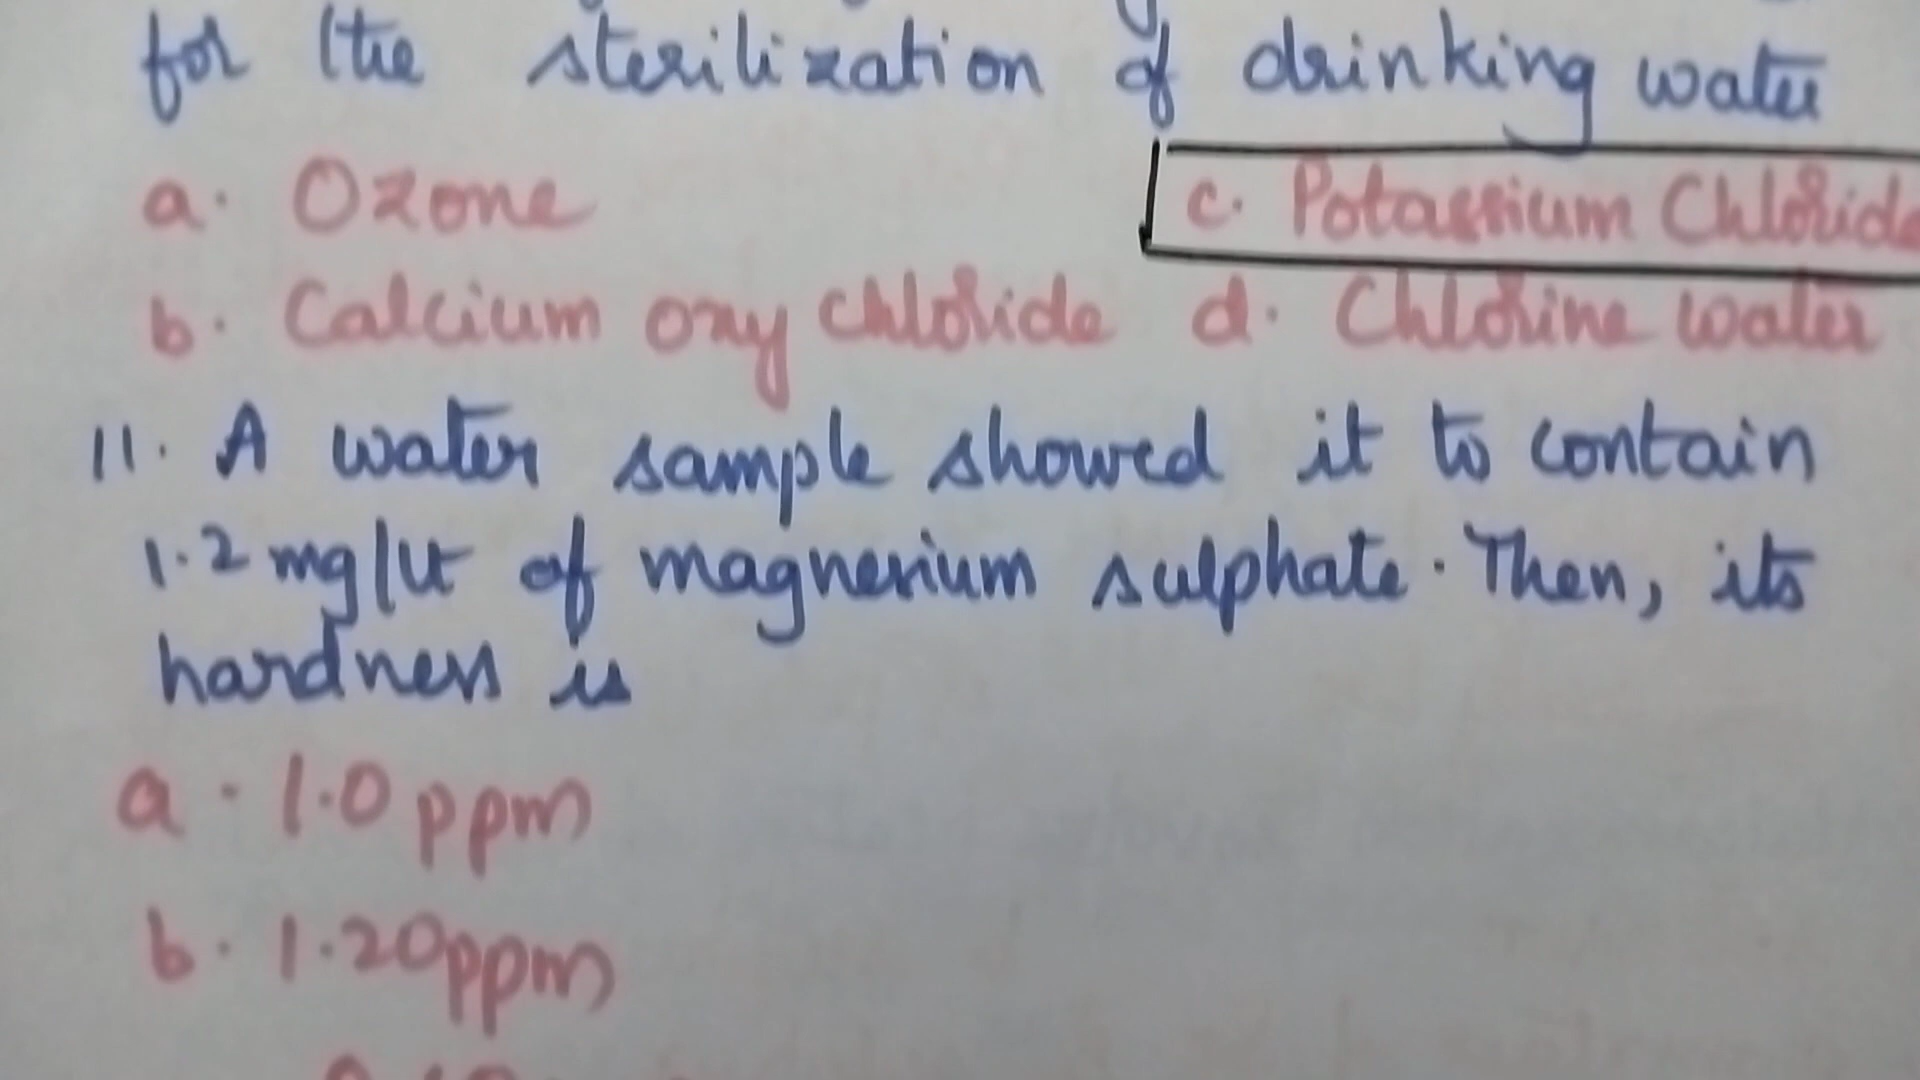 for the sterilization of drinking water
a. Ozone c. Potassium Chloride
b. Calcium oxy chloride d. Chlorine water
11. A water sample showed it to contain
1.2 mg/lt of magnesium sulphate. Then, its
hardness is
a. 1.0 ppm
b. 1.20ppm